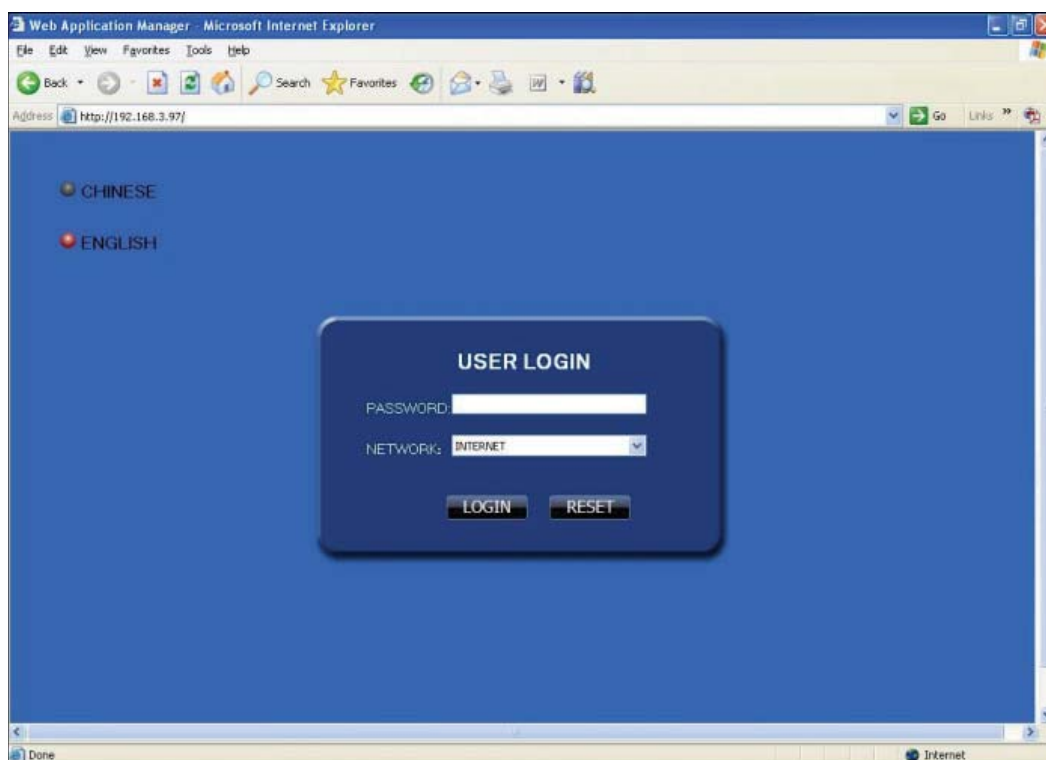 Web Application Manager - Microsoft Internet Explorer
File Edit View Favorites Tools Help
Back Search Favorites
Address http://192.168.3.97/ Go Links »
CHINESE
ENGLISH
USER LOGIN
PASSWORD:
NETWORK: INTERNET
LOGIN RESET
Done Internet